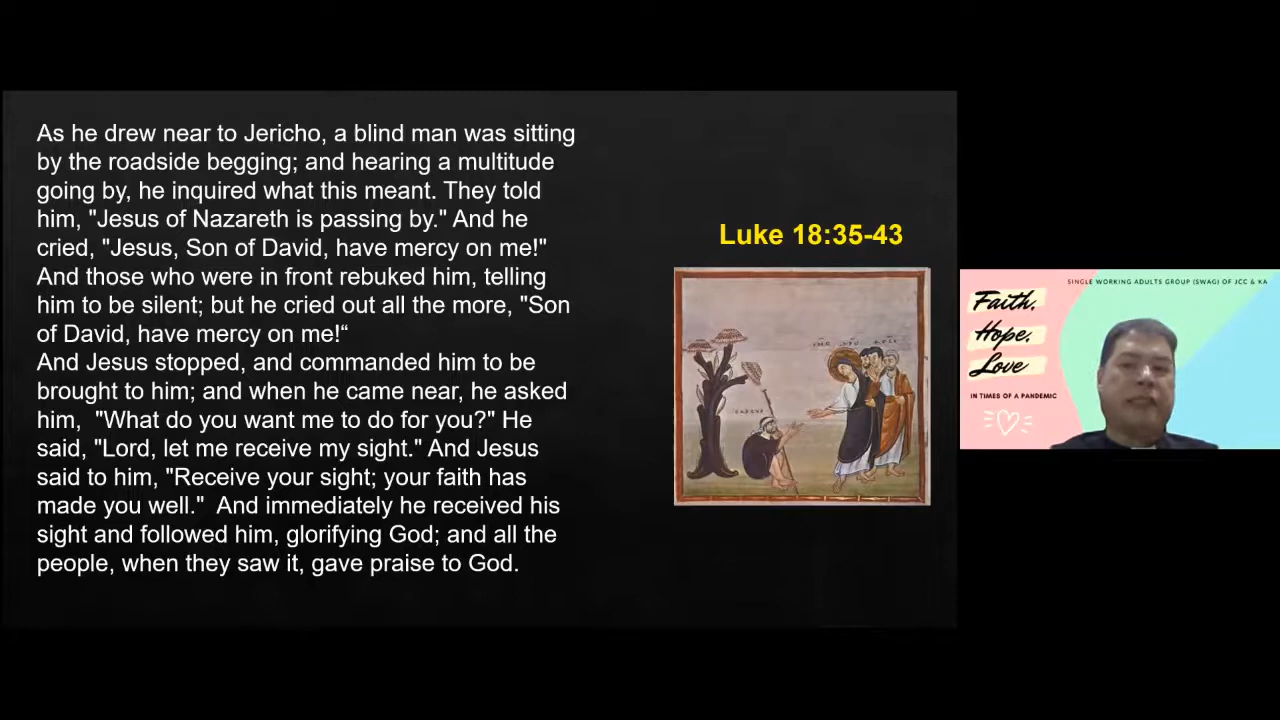 As he drew near to Jericho, a blind man was sitting
by the roadside begging; and hearing a multitude
going by, he inquired what this meant. They told
him, "Jesus of Nazareth is passing by." And he
cried, "Jesus, Son of David, have mercy on me!"
And those who were in front rebuked him, telling
him to be silent; but he cried out all the more, "Son
of David, have mercy on me!“
And Jesus stopped, and commanded him to be
brought to him; and when he came near, he asked
him,  "What do you want me to do for you?" He
said, "Lord, let me receive my sight." And Jesus
said to him, "Receive your sight; your faith has
made you well."  And immediately he received his
sight and followed him, glorifying God; and all the
people, when they saw it, gave praise to God.
Luke 18:35-43
SINGLE WORKING ADULTS GROUP (SWAG) OF JCC & KA
Faith.
Hope.
Love
IN TIMES OF A PANDEMIC